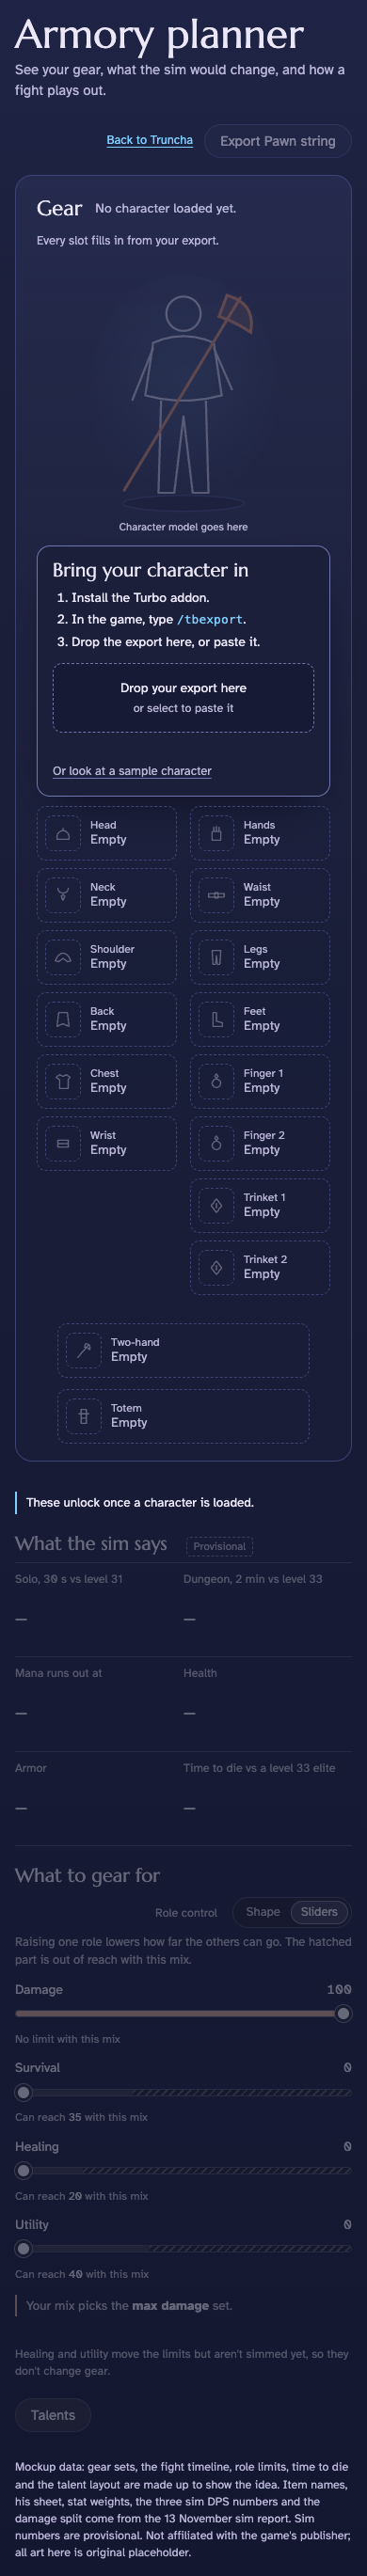 Armory planner
See your gear, what the sim would change, and how a
fight plays out.
Back to Truncha
Export Pawn string
Gear
No character loaded yet.
Every slot fills in from your export.
Character model goes here
Bring your character in
1. Install the Turbo addon.
2. In the game, type /tbexport.
3. Drop the export here, or paste it.
Drop your export here
or select to paste it
Or look at a sample character
Head
Empty
Hands
Empty
Neck
Empty
Waist
Empty
Shoulder
Empty
Legs
Empty
Back
Empty
Feet
Empty
Chest
Empty
Finger 1
Empty
Wrist
Empty
Finger 2
Empty
Trinket 1
Empty
Trinket 2
Empty
Two-hand
Empty
Totem
Empty
These unlock once a character is loaded.
What the sim says
Provisional
Solo, 30 s vs level 31
Dungeon, 2 min vs level 33
—
—
Mana runs out at
Health
—
—
Armor
Time to die vs a level 33 elite
—
—
What to gear for
Role control
Shape
Sliders
Raising one role lowers how far the others can go. The hatched
part is out of reach with this mix.
Damage
100
No limit with this mix
Survival
0
Can reach 35 with this mix
Healing
0
Can reach 20 with this mix
Utility
0
Can reach 40 with this mix
Your mix picks the max damage set.
Healing and utility move the limits but aren't simmed yet, so they
don't change gear.
Talents
Mockup data: gear sets, the fight timeline, role limits, time to die
and the talent layout are made up to show the idea. Item names,
his sheet, stat weights, the three sim DPS numbers and the
damage split come from the 13 November sim report. Sim
numbers are provisional. Not affiliated with the game's publisher;
all art here is original placeholder.